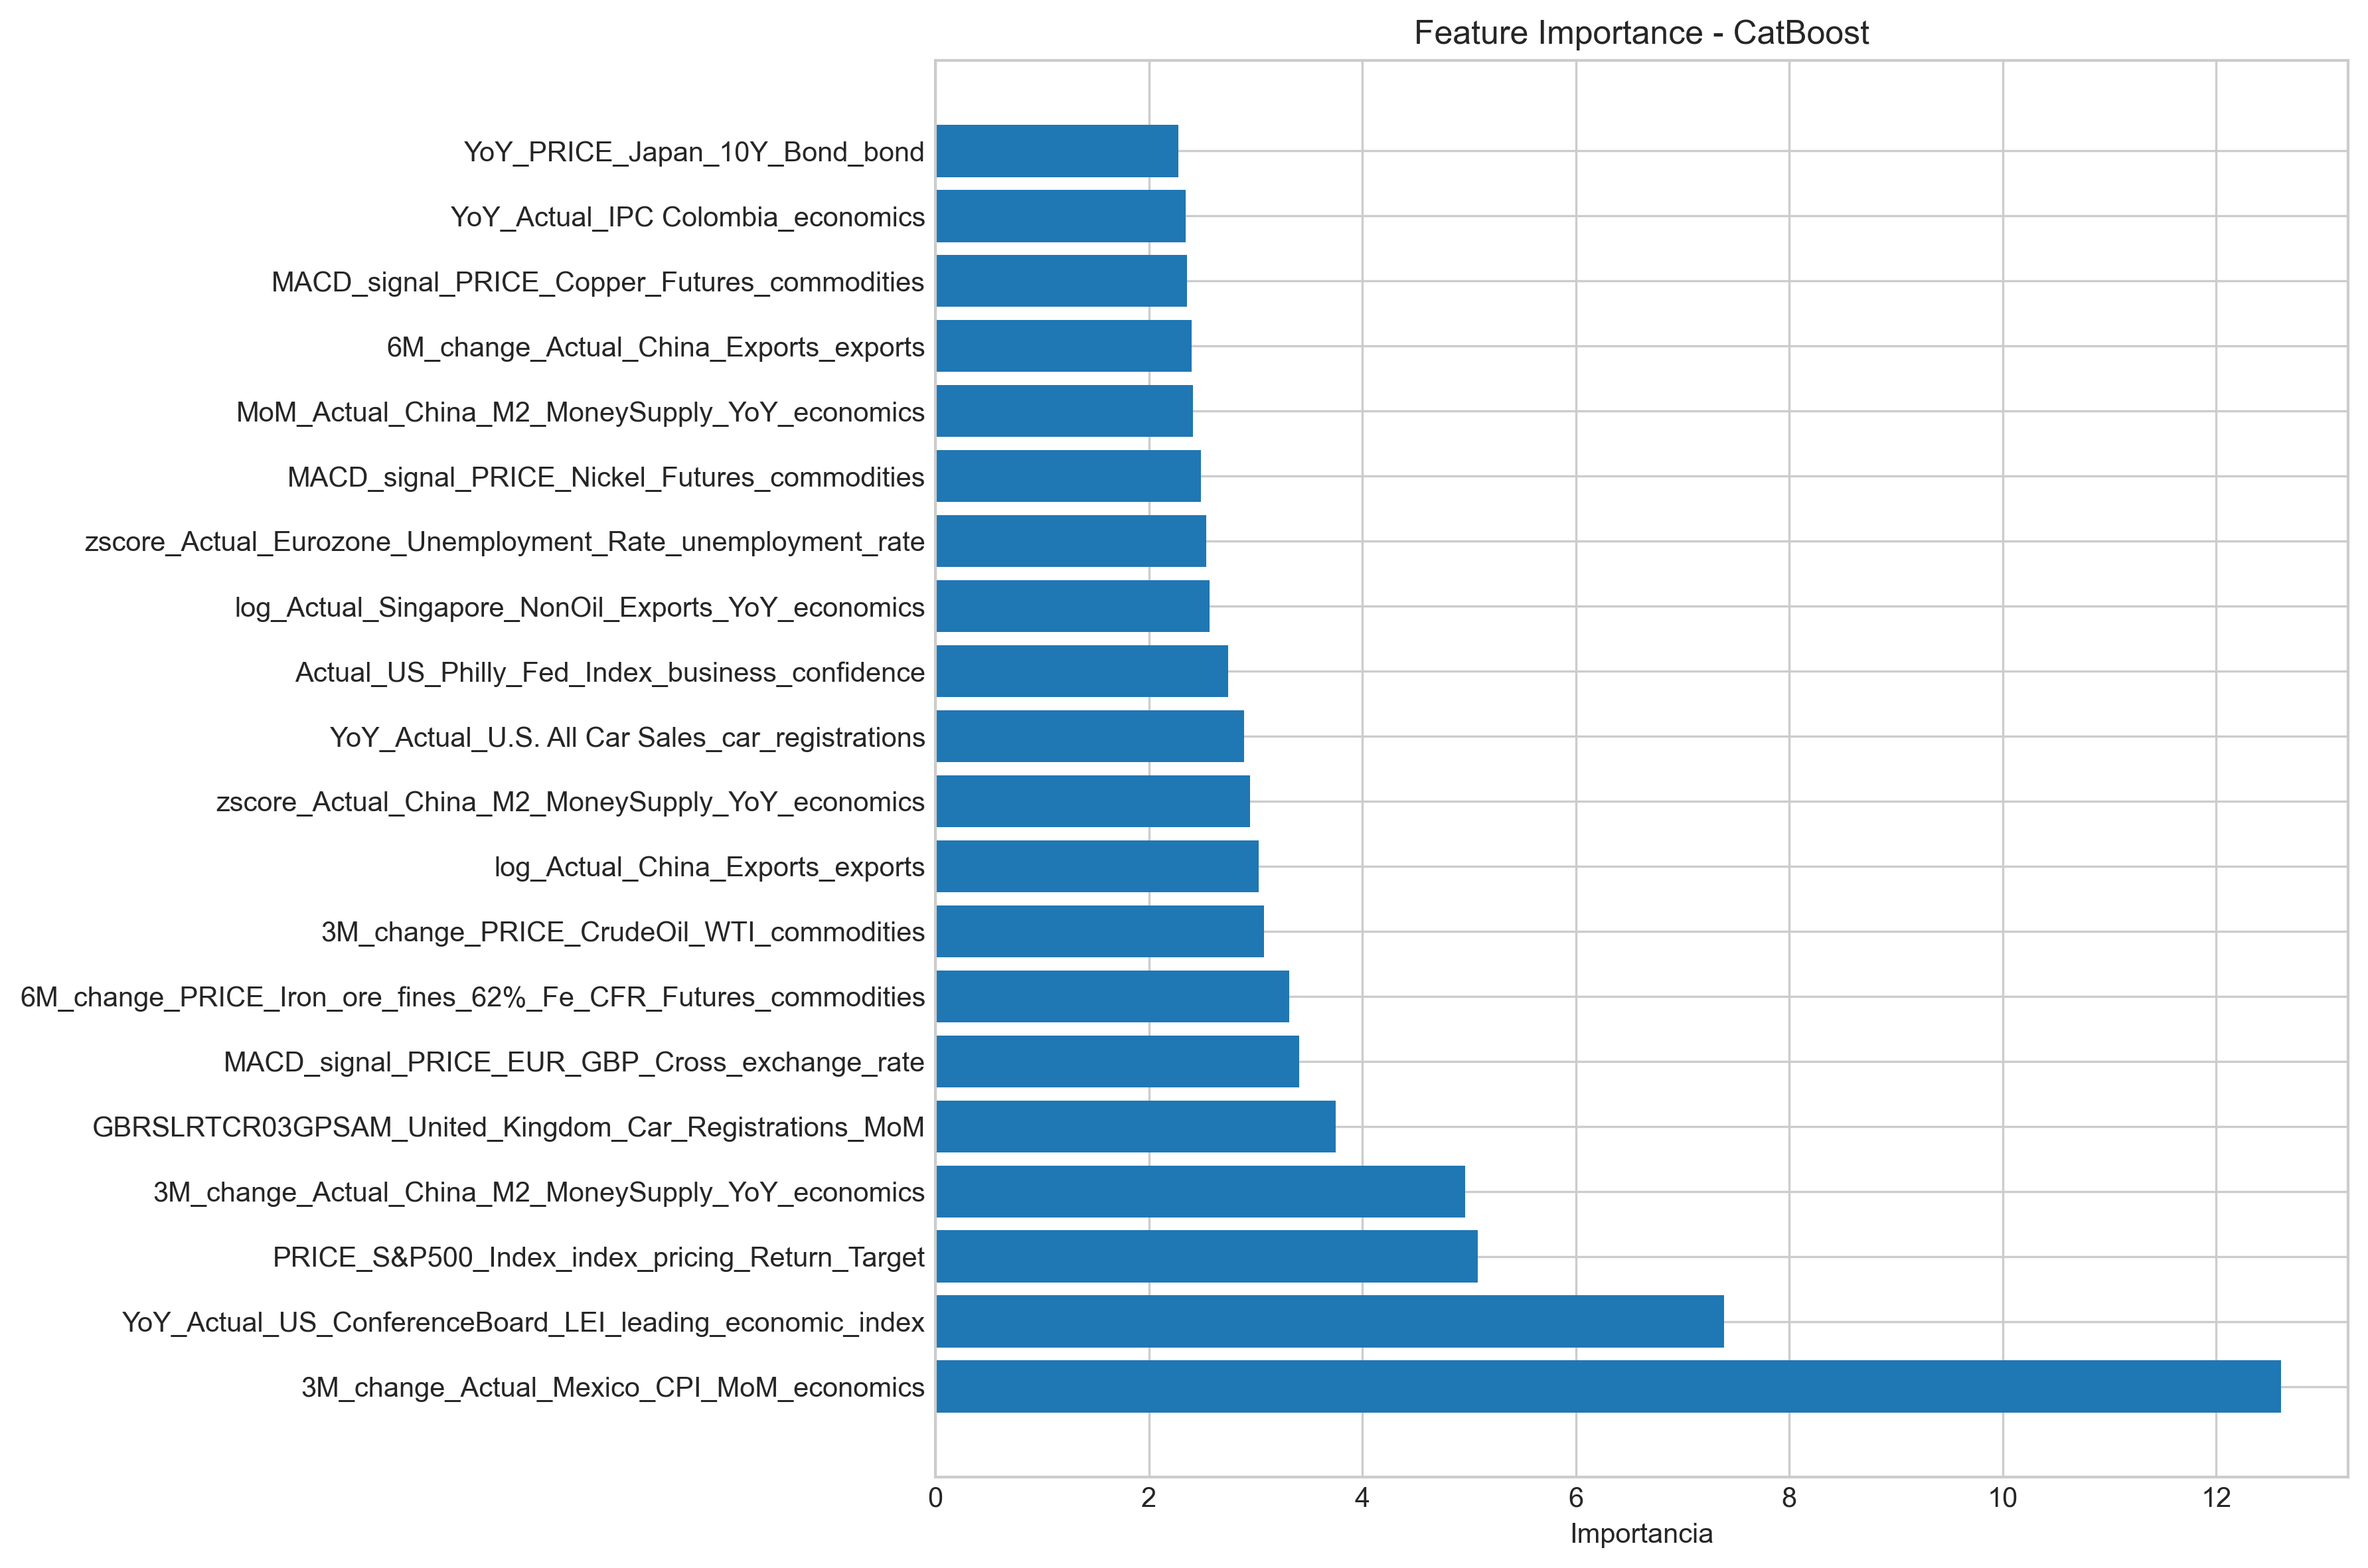 Feature Importance - CatBoost
YoY_PRICE_Japan_10Y_Bond_bond
YoY_Actual_IPC Colombia_economics
MACD_signal_PRICE_Copper_Futures_commodities
6M_change_Actual_China_Exports_exports
MoM_Actual_China_M2_MoneySupply_YoY_economics
MACD_signal_PRICE_Nickel_Futures_commodities
zscore_Actual_Eurozone_Unemployment_Rate_unemployment_rate
log_Actual_Singapore_NonOil_Exports_YoY_economics
Actual_US_Philly_Fed_Index_business_confidence
YoY_Actual_U.S. All Car Sales_car_registrations
zscore_Actual_China_M2_MoneySupply_YoY_economics
log_Actual_China_Exports_exports
3M_change_PRICE_CrudeOil_WTI_commodities
6M_change_PRICE_Iron_ore_fines_62%_Fe_CFR_Futures_commodities
MACD_signal_PRICE_EUR_GBP_Cross_exchange_rate
GBRSLRTCR03GPSAM_United_Kingdom_Car_Registrations_MoM
3M_change_Actual_China_M2_MoneySupply_YoY_economics
PRICE_S&P500_Index_index_pricing_Return_Target
YoY_Actual_US_ConferenceBoard_LEI_leading_economic_index
3M_change_Actual_Mexico_CPI_MoM_economics
0 2 4 6 8 10 12
Importancia